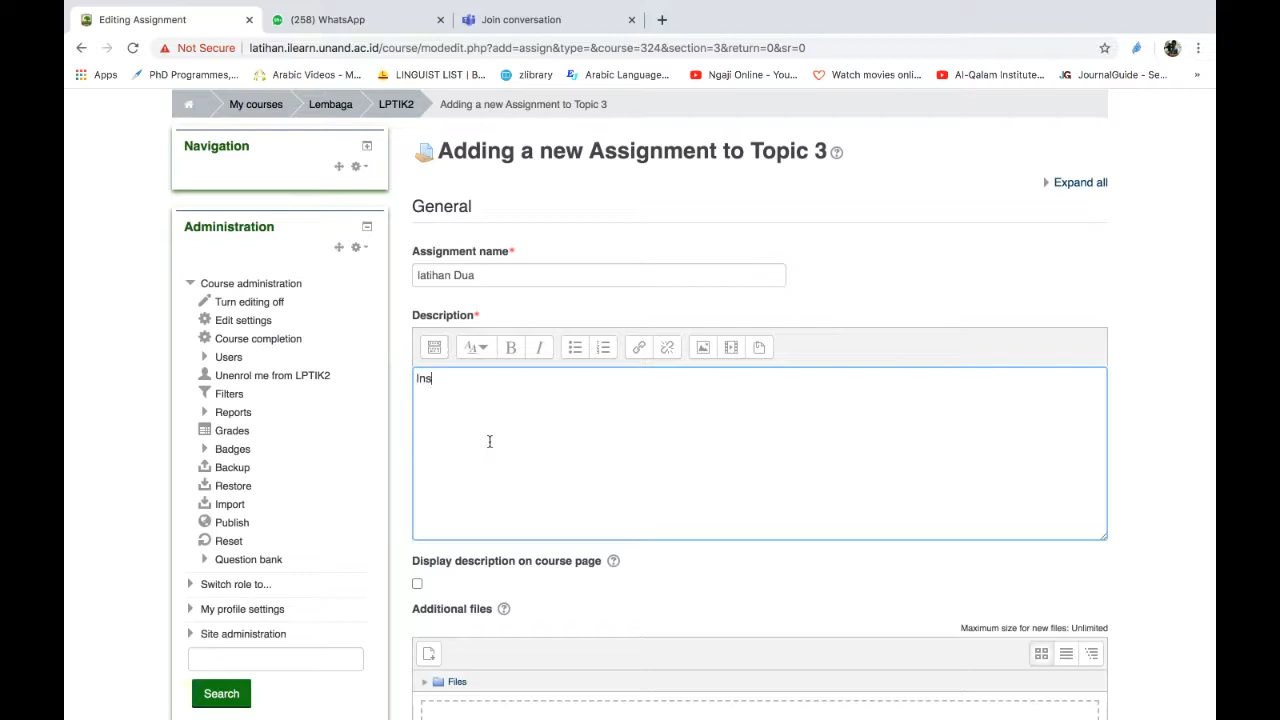 Editing Assignment
(258) WhatsApp
Join conversation
Not Secure
latihan.ilearn.unand.ac.id/course/modedit.php?add=assign&type=&course=324&section=3&return=0&sr=0
Apps
PhD Programmes,...
Arabic Videos - M...
LINGUIST LIST | B...
zlibrary
Arabic Language...
Ngaji Online - You...
Watch movies onli...
Al-Qalam Institute...
JournalGuide - Se...
»
My courses
Lembaga
LPTIK2
Adding a new Assignment to Topic 3
Navigation
Administration
Course administration
Turn editing off
Edit settings
Course completion
Users
Unenrol me from LPTIK2
Filters
Reports
Grades
Badges
Backup
Restore
Import
Publish
Reset
Question bank
Switch role to...
My profile settings
Site administration
Search
Adding a new Assignment to Topic 3
Expand all
General
Assignment name*
latihan Dua
Description*
Ins
Display description on course page
Additional files
Maximum size for new files: Unlimited
Files